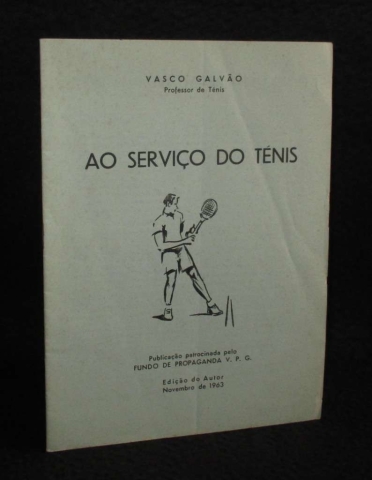 VASCO GALVÃO
Professor de Ténis
AO SERVIÇO DO TÉNIS
Publicação patrocinada pelo
FUNDO DE PROPAGANDA V. P. G.
Edição do Autor
Novembro de 1963